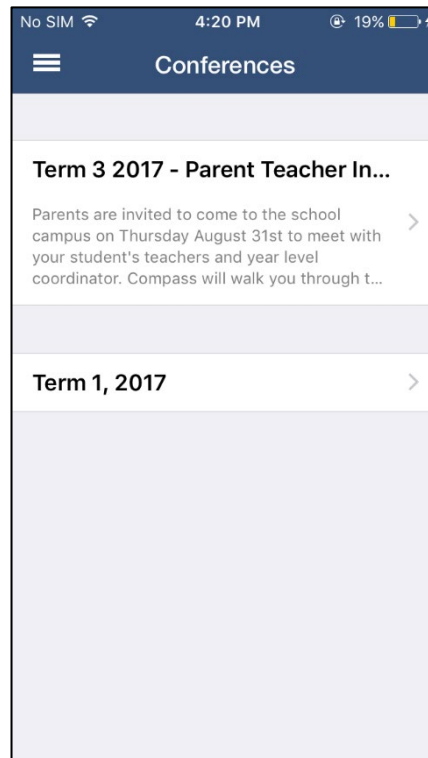 No SIM 4:20 PM 19%
Conferences
Term 3 2017 - Parent Teacher In...
Parents are invited to come to the school
campus on Thursday August 31st to meet with
your student's teachers and year level
coordinator. Compass will walk you through t...
Term 1, 2017